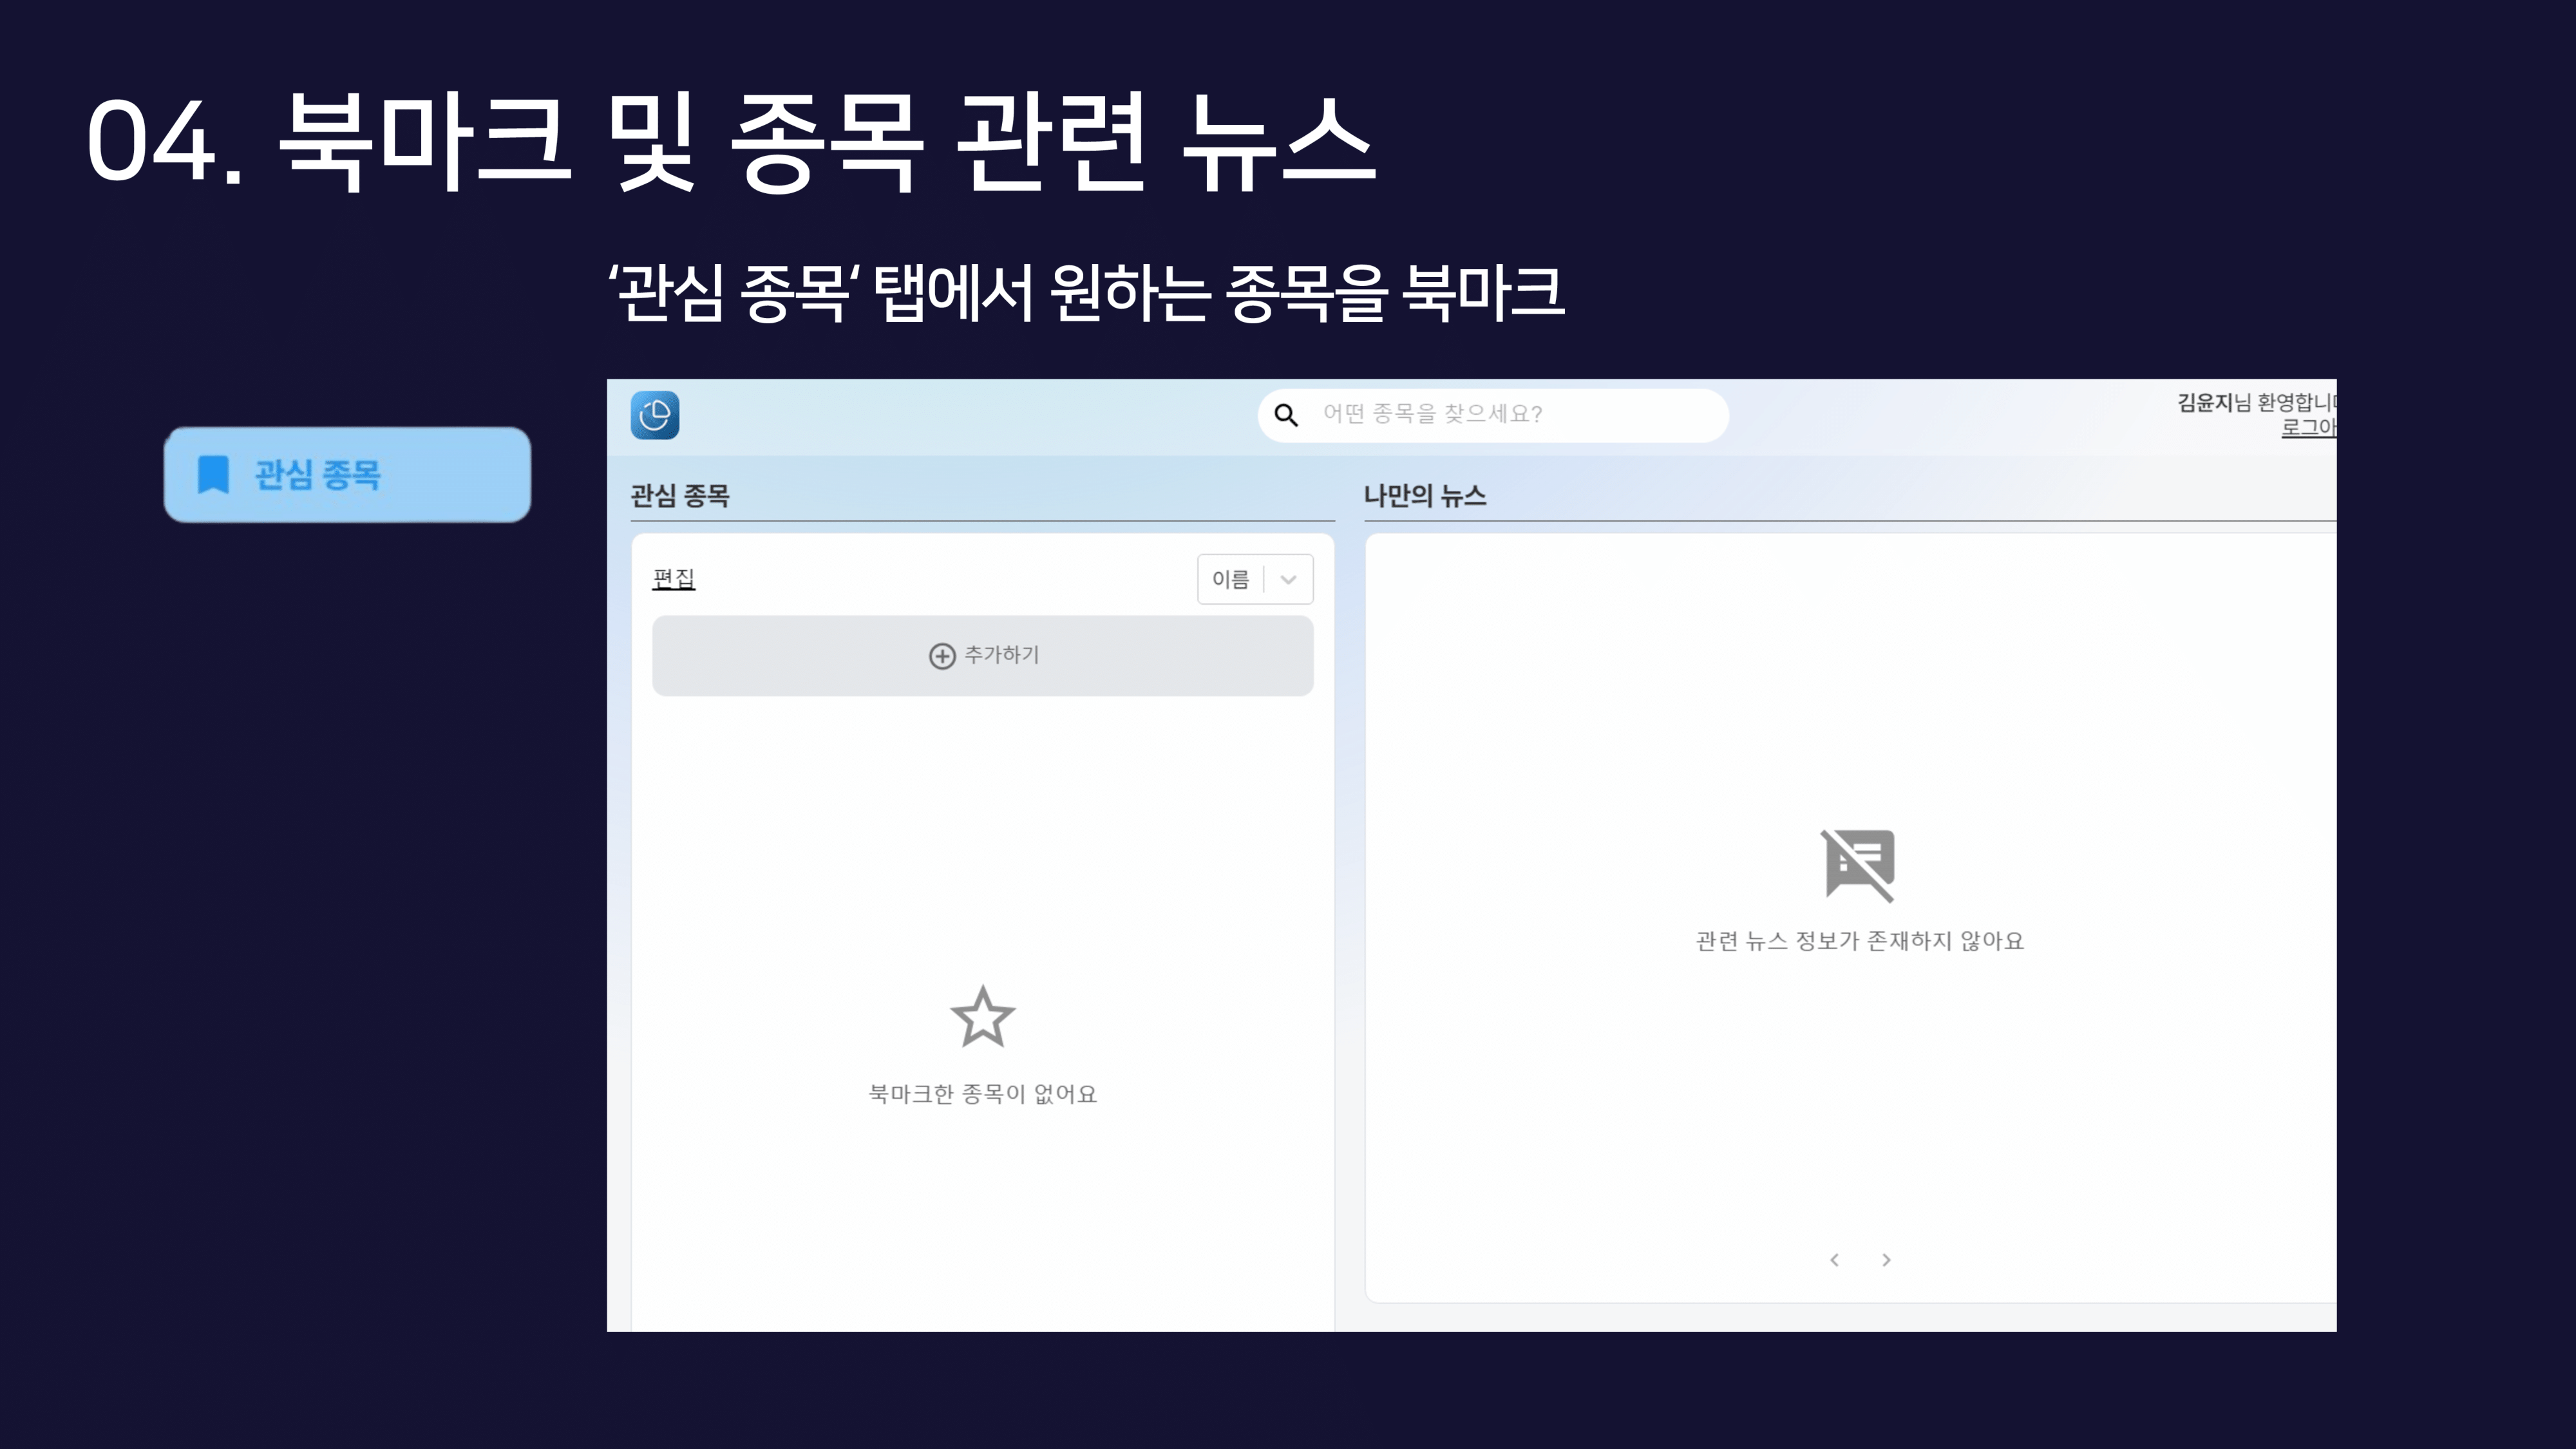 04. 북마크 및 종목 관련 뉴스
‘관심 종목‘ 탭에서 원하는 종목을 북마크
관심 종목
어떤 종목을 찾으세요?
김윤지님 환영합니
로그아
관심 종목
나만의 뉴스
편집
이름
추가하기
관련 뉴스 정보가 존재하지 않아요
북마크한 종목이 없어요